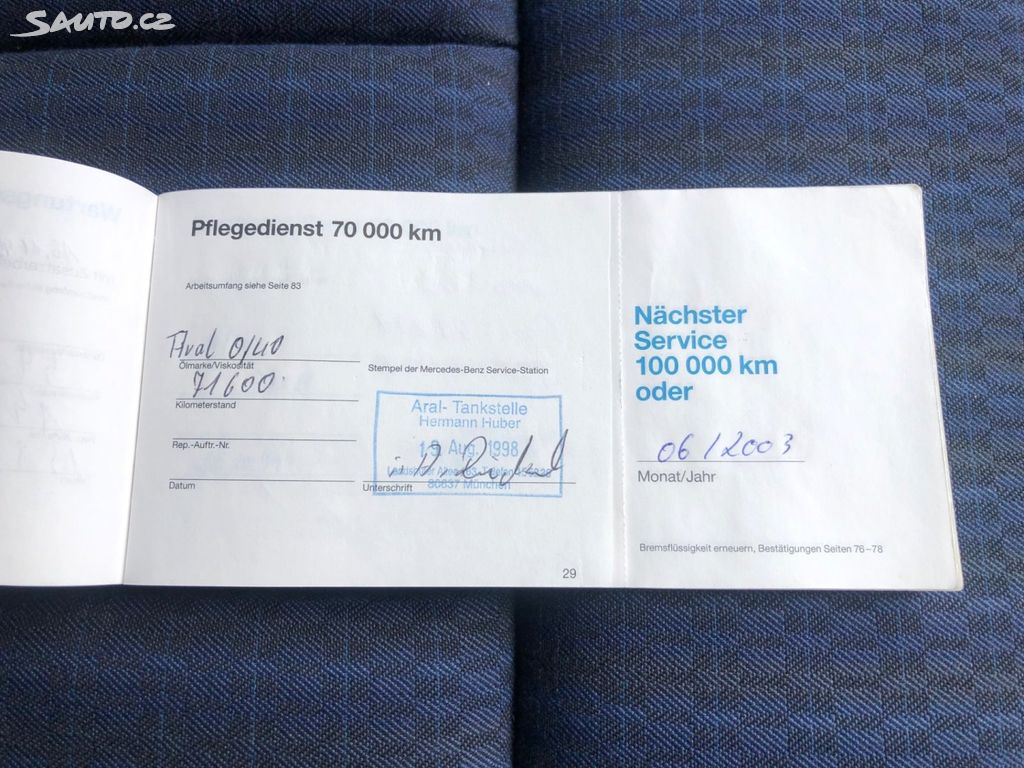 SAUTO.CZ
Pflegedienst 70 000 km
Arbeitsumfang siehe Seite 83
Aral 0/40
Ölmarke/Viskosität
71600
Kilometerstand
Rep.-Auftr.-Nr.
Datum
Stempel der Mercedes-Benz Service-Station
Aral- Tankstelle
Hermann Huber
19. Aug. 1998
80637 München
Unterschrift
29
Nächster
Service
100 000 km
oder
06/2003
Monat/Jahr
Bremsflüssigkeit erneuern, Bestätigungen Seiten 76–78